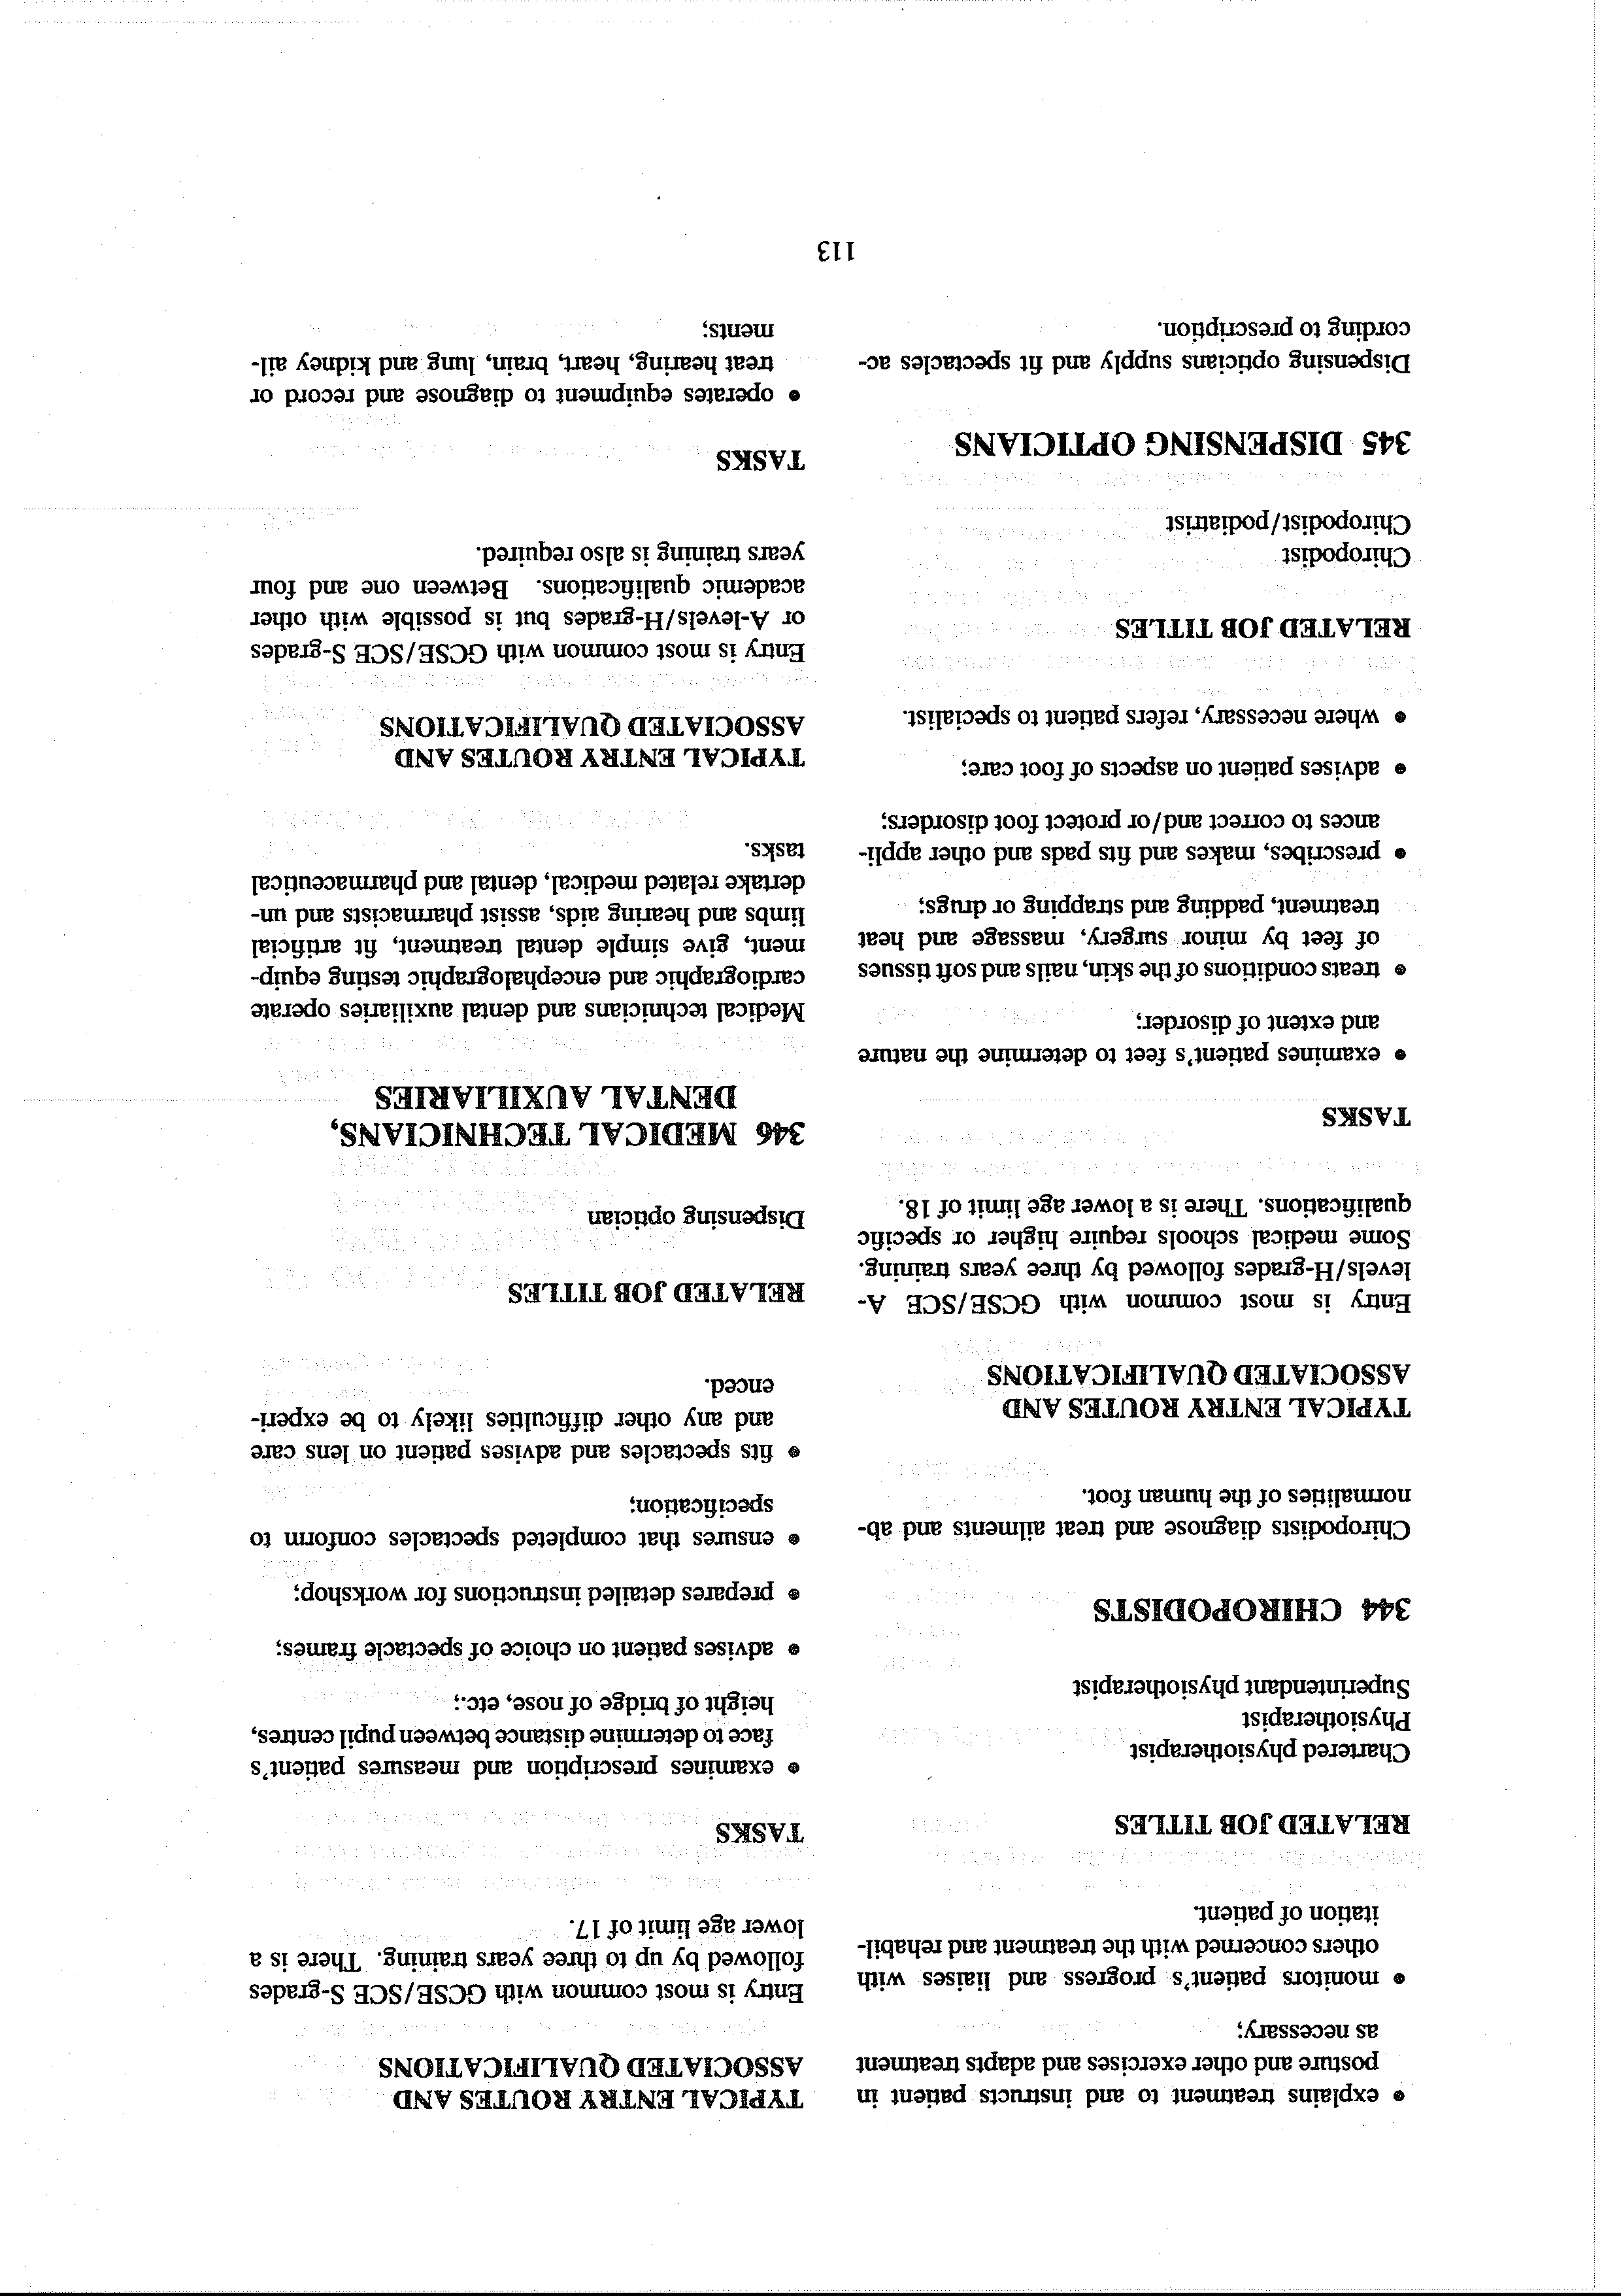 • explains treatment to and instructs patient in
posture and other exercises and adapts treatment
as necessary;
• monitors patient's progress and liaises with
others concerned with the treatment and rehabil-
itation of patient.
RELATED JOB TITLES
Chartered physiotherapist
Physiotherapist
Superintendant physiotherapist
344 CHIROPODISTS
Chiropodists diagnose and treat ailments and ab-
normalities of the human foot.
TYPICAL ENTRY ROUTES AND
ASSOCIATED QUALIFICATIONS
Entry is most common with GCSE/SCE A-
levels/H-grades followed by three years training.
Some medical schools require higher or specific
qualifications. There is a lower age limit of 18.
TASKS
• examines patient's feet to determine the nature
and extent of disorder;
• treats conditions of the skin, nails and soft tissues
of feet by minor surgery, massage and heat
treatment, padding and strapping or drugs;
• prescribes, makes and fits pads and other appli-
ances to correct and/or protect foot disorders;
• advises patient on aspects of foot care;
• where necessary, refers patient to specialist.
RELATED JOB TITLES
Chiropodist
Chiropodist/podiatrist
345 DISPENSING OPTICIANS
Dispensing opticians supply and fit spectacles ac-
cording to prescription.
TYPICAL ENTRY ROUTES AND
ASSOCIATED QUALIFICATIONS
Entry is most common with GCSE/SCE S-grades
followed by up to three years training. There is a
lower age limit of 17.
TASKS
• examines prescription and measures patient's
face to determine distance between pupil centres,
height of bridge of nose, etc.;
• advises patient on choice of spectacle frames;
• prepares detailed instructions for workshop;
• ensures that completed spectacles conform to
specification;
• fits spectacles and advises patient on lens care
and any other difficulties likely to be experi-
enced.
RELATED JOB TITLES
Dispensing optician
346 MEDICAL TECHNICIANS,
DENTAL AUXILIARIES
Medical technicians and dental auxiliaries operate
cardiographic and encephalographic testing equip-
ment, give simple dental treatment, fit artificial
limbs and hearing aids, assist pharmacists and un-
dertake related medical, dental and pharmaceutical
tasks.
TYPICAL ENTRY ROUTES AND
ASSOCIATED QUALIFICATIONS
Entry is most common with GCSE/SCE S-grades
or A-levels/H-grades but is possible with other
academic qualifications. Between one and four
years training is also required.
TASKS
• operates equipment to diagnose and record or
treat hearing, heart, brain, lung and kidney ail-
ments;
113